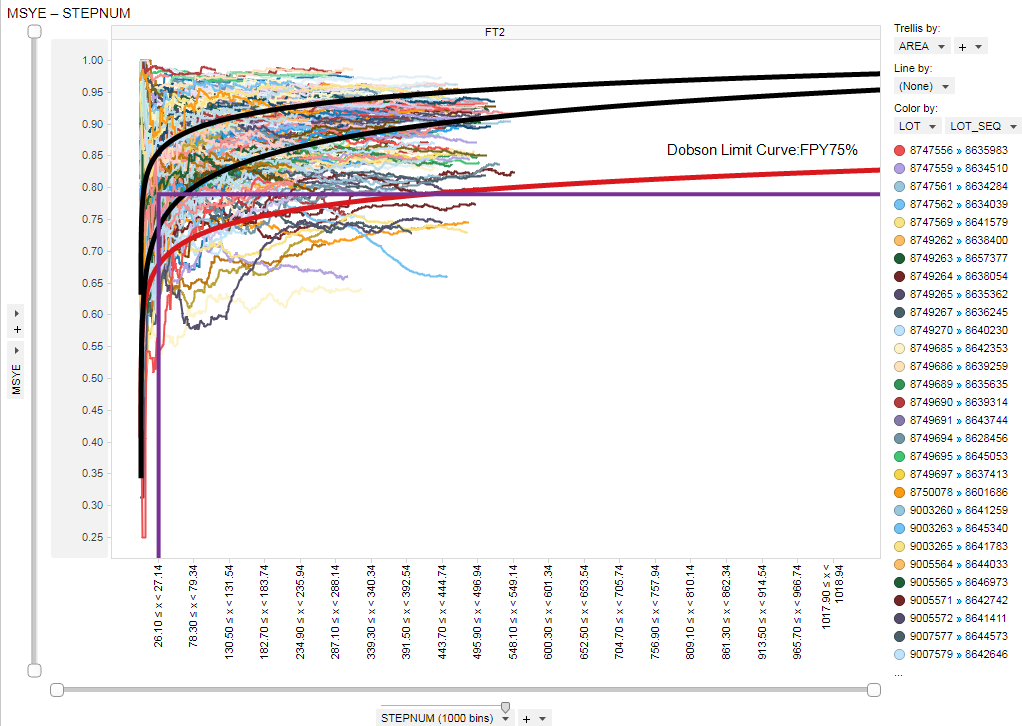 MSYE – STEPNUM
FT2
Trellis by:
AREA
+
Line by:
(None)
Color by:
LOT
LOT_SEQ
1.00
0.95
0.90
0.85
0.80
0.75
0.70
0.65
0.60
0.55
0.50
0.45
0.40
0.35
0.30
0.25
+
MSYE
Dobson Limit Curve:FPY75%
8747556 » 8635983
8747559 » 8634510
8747561 » 8634284
8747562 » 8634039
8747569 » 8641579
8749262 » 8638400
8749263 » 8657377
8749264 » 8638054
8749265 » 8635362
8749267 » 8636245
8749270 » 8640230
8749685 » 8642353
8749686 » 8639259
8749689 » 8635635
8749690 » 8639314
8749691 » 8643744
8749694 » 8628456
8749695 » 8645053
8749697 » 8637413
8750078 » 8601686
9003260 » 8641259
9003263 » 8645340
9003265 » 8641783
9005564 » 8644033
9005565 » 8646973
9005571 » 8642742
9005572 » 8641411
9007577 » 8644573
9007579 » 8642646
...
26.10 ≤ x < 27.14
78.30 ≤ x < 79.34
130.50 ≤ x < 131.54
182.70 ≤ x < 183.74
234.90 ≤ x < 235.94
287.10 ≤ x < 288.14
339.30 ≤ x < 340.34
391.50 ≤ x < 392.54
443.70 ≤ x < 444.74
495.90 ≤ x < 496.94
548.10 ≤ x < 549.14
600.30 ≤ x < 601.34
652.50 ≤ x < 653.54
704.70 ≤ x < 705.74
756.90 ≤ x < 757.94
809.10 ≤ x < 810.14
861.30 ≤ x < 862.34
913.50 ≤ x < 914.54
965.70 ≤ x < 966.74
1017.90 ≤ x <
1018.94
STEPNUM (1000 bins)
+